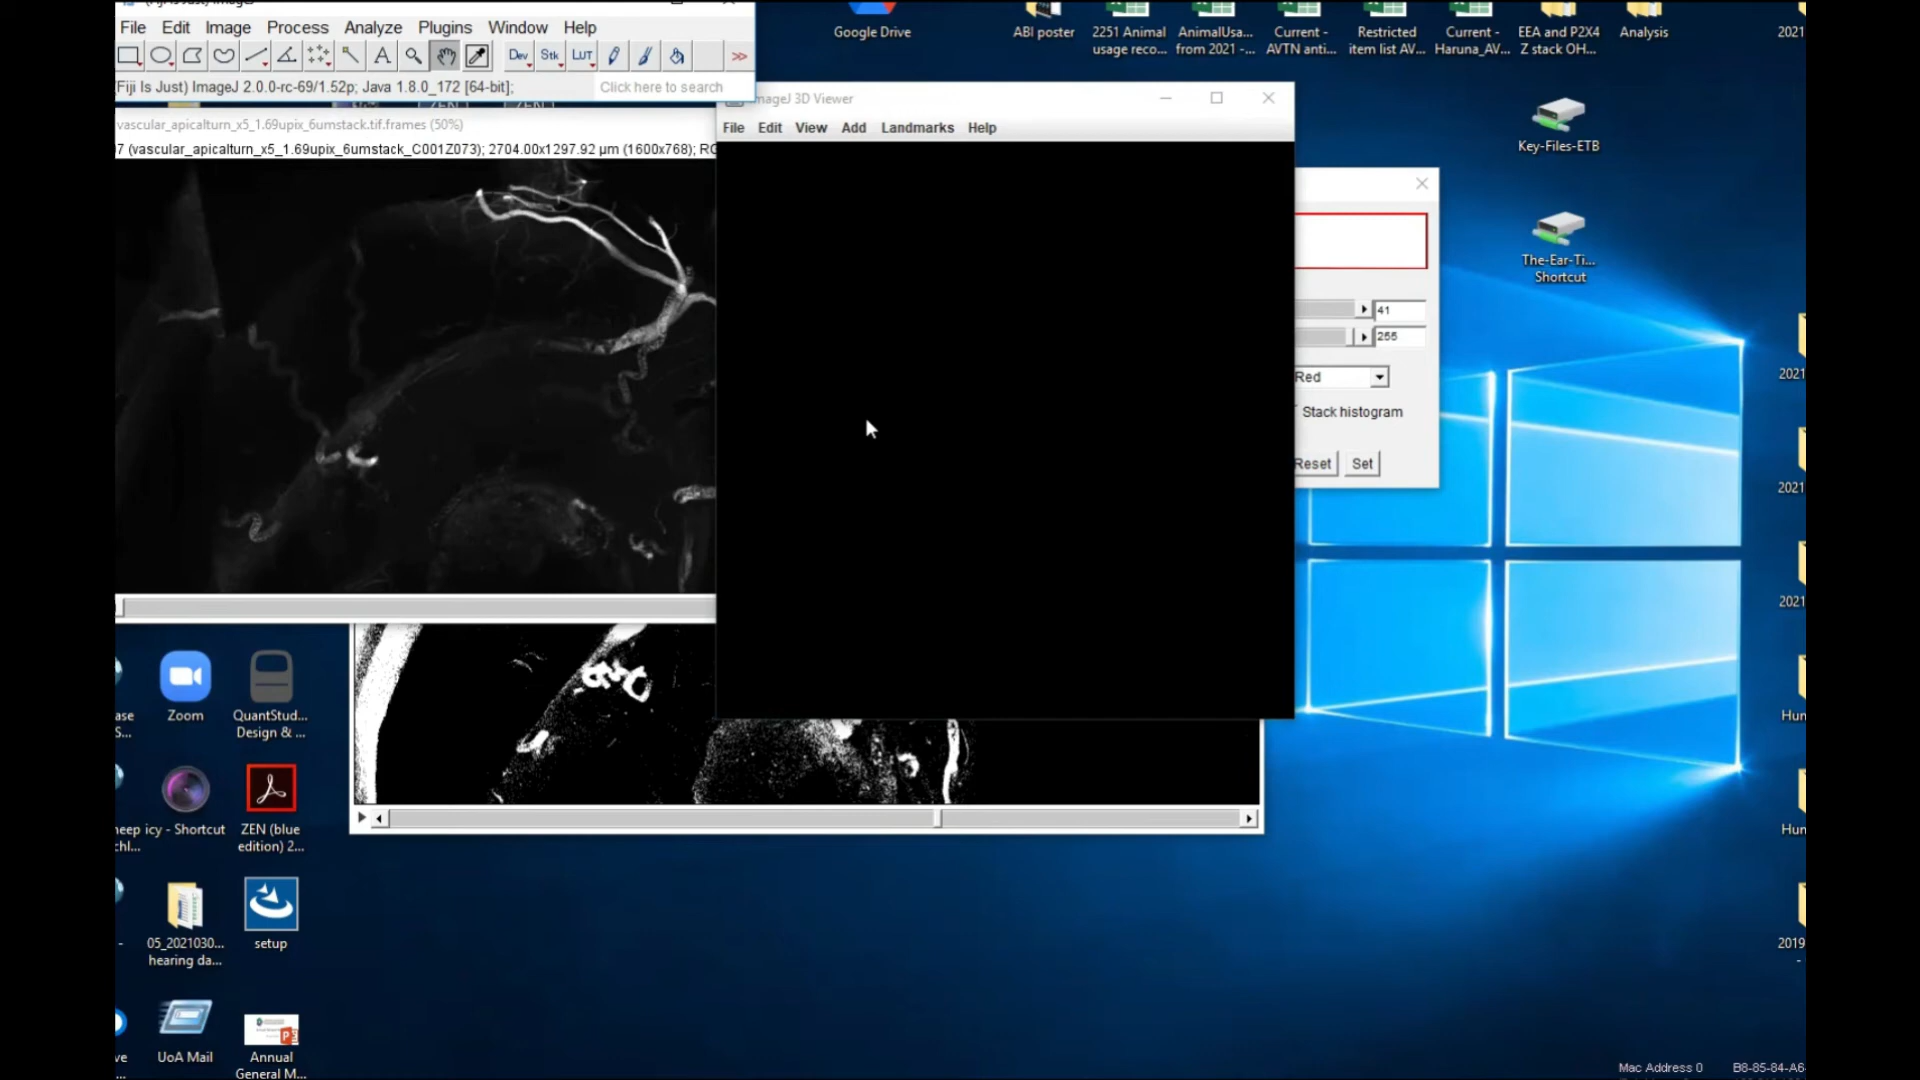 File Edit Image Process Analyze Plugins Window Help
Dev Stk LUT
(Fiji Is Just) ImageJ 2.0.0-rc-69/1.52p; Java 1.8.0_172 [64-bit];
Click here to search
vascular_apicalturn_x5_1.69upix_6umstack.tif.frames (50%)
7 (vascular_apicalturn_x5_1.69upix_6umstack_C001Z073); 2704.00x1297.92 µm (1600x768);
ImageJ 3D Viewer
File Edit View Add Landmarks Help
41
255
Red
Stack histogram
Reset Set
Google Drive
ABI poster
2251 Animal
usage reco...
AnimalUsa...
from 2021 -...
Current -
AVTN anti...
Restricted
item list AV...
Current -
Haruna_AV...
EEA and P2X4
Z stack OH...
Analysis
2021
Key-Files-ETB
The-Ear-Ti...
Shortcut
2021
2021
2021
Hun
Hun
2019
-
ase
S...
Zoom
QuantStud...
Design & ...
icy - Shortcut
ZEN (blue
edition) 2...
05_2021030...
hearing da...
setup
UoA Mail
Annual
General M...
Mac Address 0 B8-85-84-A6